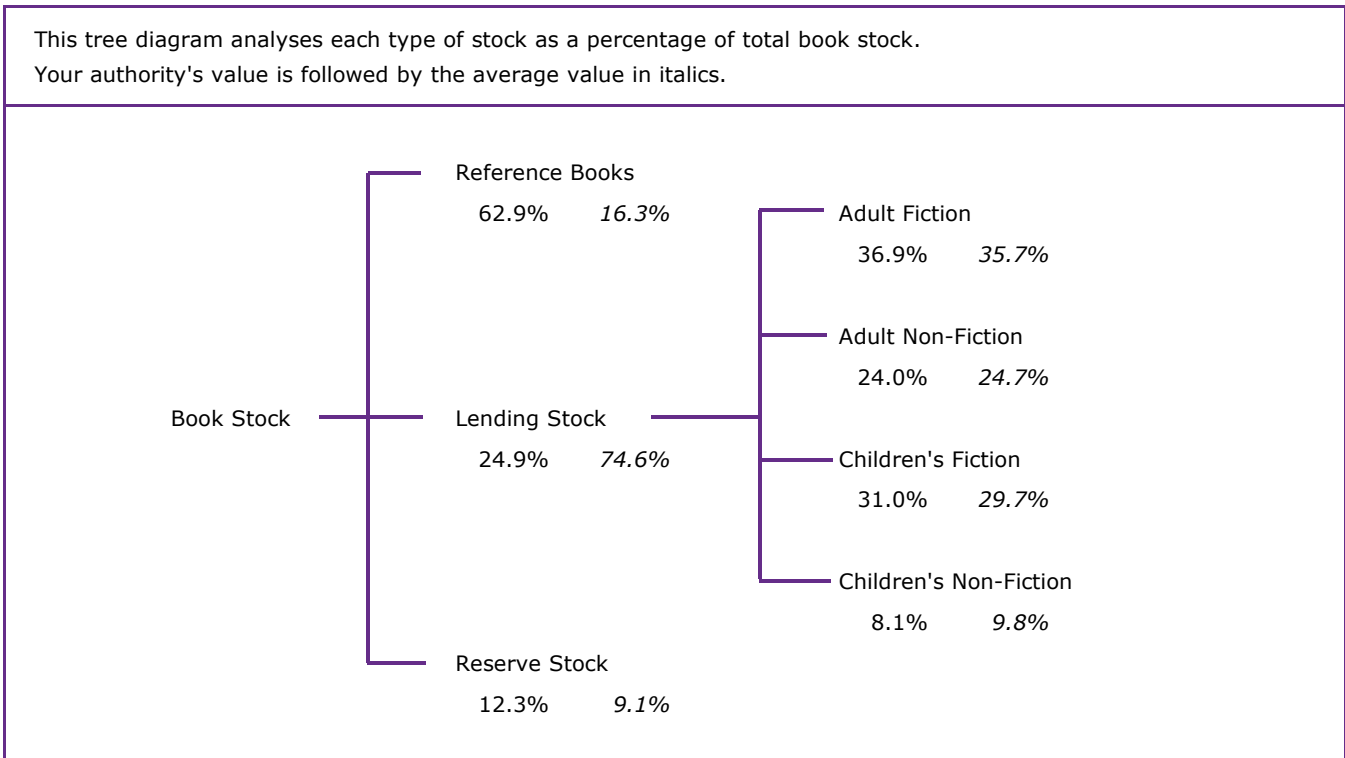 This tree diagram analyses each type of stock as a percentage of total book stock.
Your authority's value is followed by the average value in italics.
Reference Books
62.9% 16.3%
Adult Fiction
36.9% 35.7%
Adult Non-Fiction
24.0% 24.7%
Book Stock
Lending Stock
24.9% 74.6%
Children's Fiction
31.0% 29.7%
Children's Non-Fiction
8.1% 9.8%
Reserve Stock
12.3% 9.1%